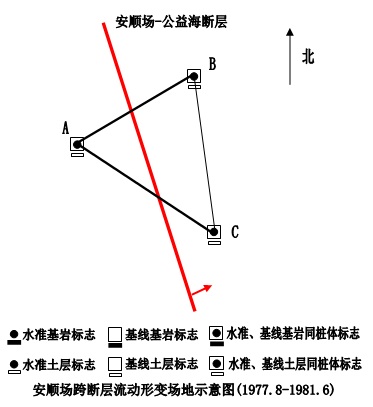 安顺场-公益海断层
B
北
A
C
水准基岩标志 基线基岩标志 水准、基线基岩同桩体标志
水准土层标志 基线土层标志 水准、基线土层同桩体标志
安顺场跨断层流动形变场地示意图(1977.8-1981.6)